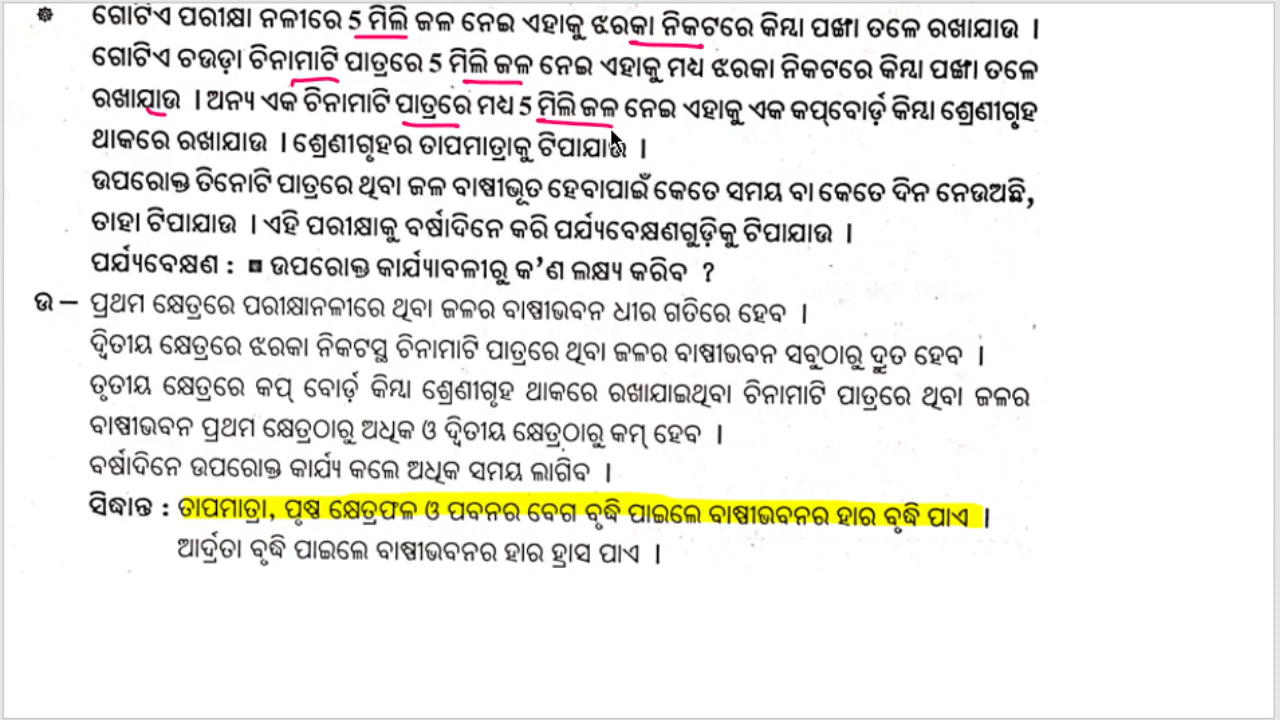 ଗୋଟିଏ ପରୀକ୍ଷା ନଳୀରେ 5 ମିଲି ଜଳ ନେଇ ଏହାକୁ ଝରକା ନିକଟରେ କିମ୍ବା ପଙ୍ଖା ତଳେ ରଖାଯାଉ ।
ଗୋଟିଏ ଚଉଡ଼ା ଚିନାମାଟି ପାତ୍ରରେ 5 ମିଲି ଜଳ ନେଇ ଏହାକୁ ମଧ୍ୟ ଝରକା ନିକଟରେ କିମ୍ବା ପଙ୍ଖା ତଳେ
ରଖାଯାଉ । ଅନ୍ୟ ଏକ ଚିନାମାଟି ପାତ୍ରରେ ମଧ୍ୟ 5 ମିଲି ଜଳ ନେଇ ଏହାକୁ ଏକ କପ୍‌ବୋର୍ଡ଼ କିମ୍ବା ଶ୍ରେଣୀଗୃହ
ଥାକରେ ରଖାଯାଉ । ଶ୍ରେଣୀଗୃହର ତାପମାତ୍ରାକୁ ଟିପାଯାଉ ।
ଉପରୋକ୍ତ ତିନୋଟି ପାତ୍ରରେ ଥିବା ଜଳ ବାଷ୍ପୀଭୂତ ହେବାପାଇଁ କେତେ ସମୟ ବା କେତେ ଦିନ ନେଉଅଛି,
ତାହା ଟିପାଯାଉ । ଏହି ପରୀକ୍ଷାକୁ ବର୍ଷାଦିନେ କରି ପର୍ଯ୍ୟବେକ୍ଷଣଗୁଡ଼ିକୁ ଟିପାଯାଉ ।
ପର୍ଯ୍ୟବେକ୍ଷଣ : ■ ଉପରୋକ୍ତ କାର୍ଯ୍ୟାବଳୀରୁ କ'ଣ ଲକ୍ଷ୍ୟ କରିବ ?
ଉ – ପ୍ରଥମ କ୍ଷେତ୍ରରେ ପରୀକ୍ଷାନଳୀରେ ଥିବା ଜଳର ବାଷ୍ପୀଭବନ ଧୀର ଗତିରେ ହେବ ।
ଦ୍ୱିତୀୟ କ୍ଷେତ୍ରରେ ଝରକା ନିକଟସ୍ଥ ଚିନାମାଟି ପାତ୍ରରେ ଥିବା ଜଳର ବାଷ୍ପୀଭବନ ସବୁଠାରୁ ଦ୍ରୁତ ହେବ ।
ତୃତୀୟ କ୍ଷେତ୍ରରେ କପ୍ ବୋର୍ଡ଼ କିମ୍ବା ଶ୍ରେଣୀଗୃହ ଥାକରେ ରଖାଯାଇଥିବା ଚିନାମାଟି ପାତ୍ରରେ ଥିବା ଜଳର
ବାଷ୍ପୀଭବନ ପ୍ରଥମ କ୍ଷେତ୍ରଠାରୁ ଅଧିକ ଓ ଦ୍ୱିତୀୟ କ୍ଷେତ୍ରଠାରୁ କମ୍ ହେବ ।
ବର୍ଷାଦିନେ ଉପରୋକ୍ତ କାର୍ଯ୍ୟ କଲେ ଅଧିକ ସମୟ ଲାଗିବ ।
ସିଦ୍ଧାନ୍ତ : ତାପମାତ୍ରା, ପୃଷ୍ଠ କ୍ଷେତ୍ରଫଳ ଓ ପବନର ବେଗ ବୃଦ୍ଧି ପାଇଲେ ବାଷ୍ପୀଭବନର ହାର ବୃଦ୍ଧି ପାଏ ।
ଆର୍ଦ୍ରତା ବୃଦ୍ଧି ପାଇଲେ ବାଷ୍ପୀଭବନର ହାର ହ୍ରାସ ପାଏ ।